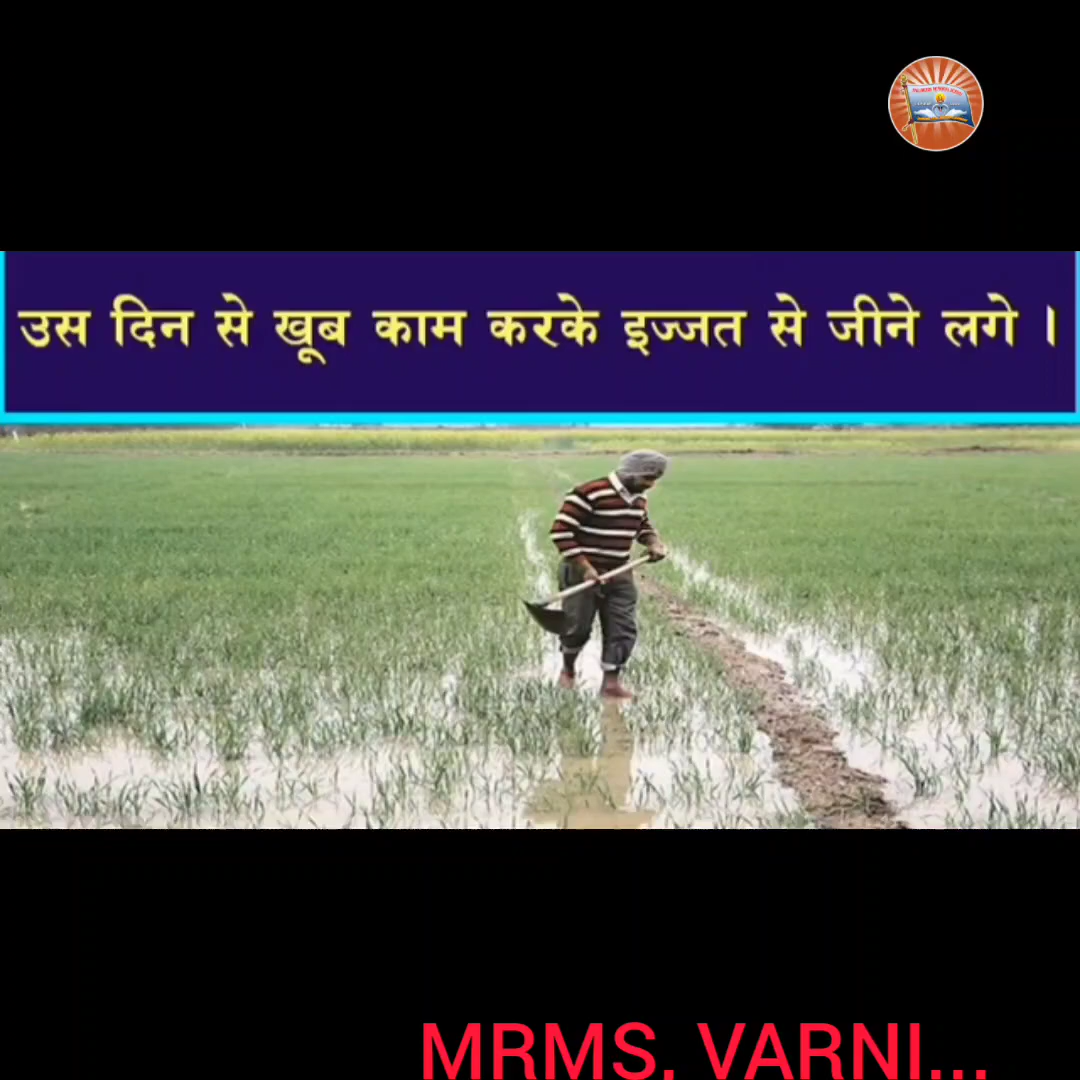 उस दिन से खूब काम करके इज्जत से जीने लगे ।
MRMS. VARNI...